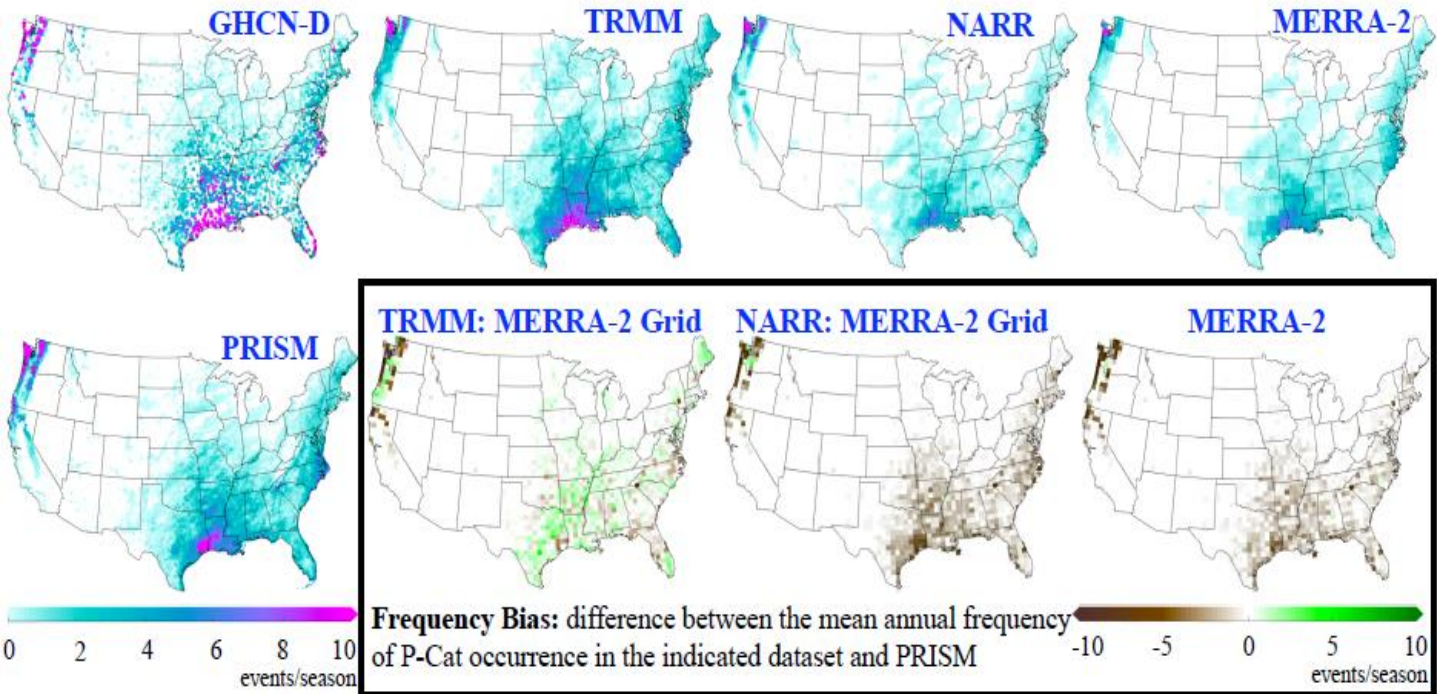 GHCN-D
TRMM
NARR
MERRA-2
PRISM
TRMM: MERRA-2 Grid
NARR: MERRA-2 Grid
MERRA-2
0 2 4 6 8 10
events/season
Frequency Bias: difference between the mean annual frequency
of P-Cat occurrence in the indicated dataset and PRISM
-10 -5 0 5 10
events/season